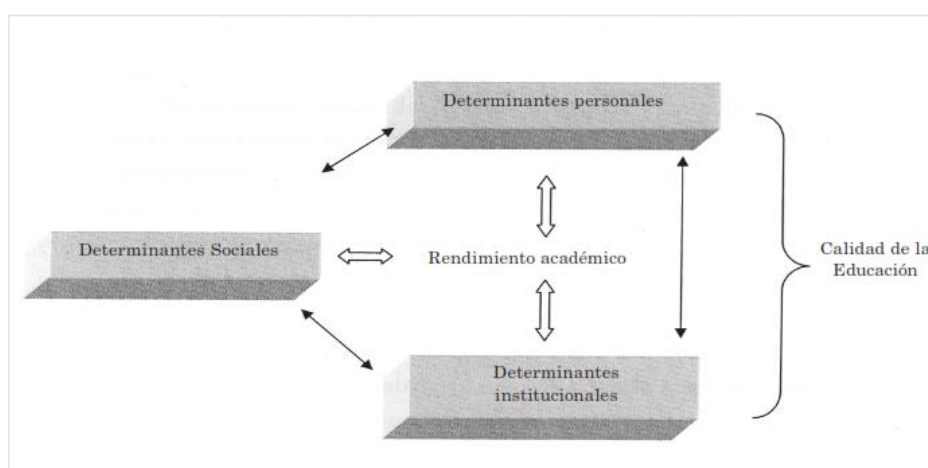 Determinantes personales
Determinantes Sociales
Rendimiento académico
Calidad de la
Educación
Determinantes
institucionales